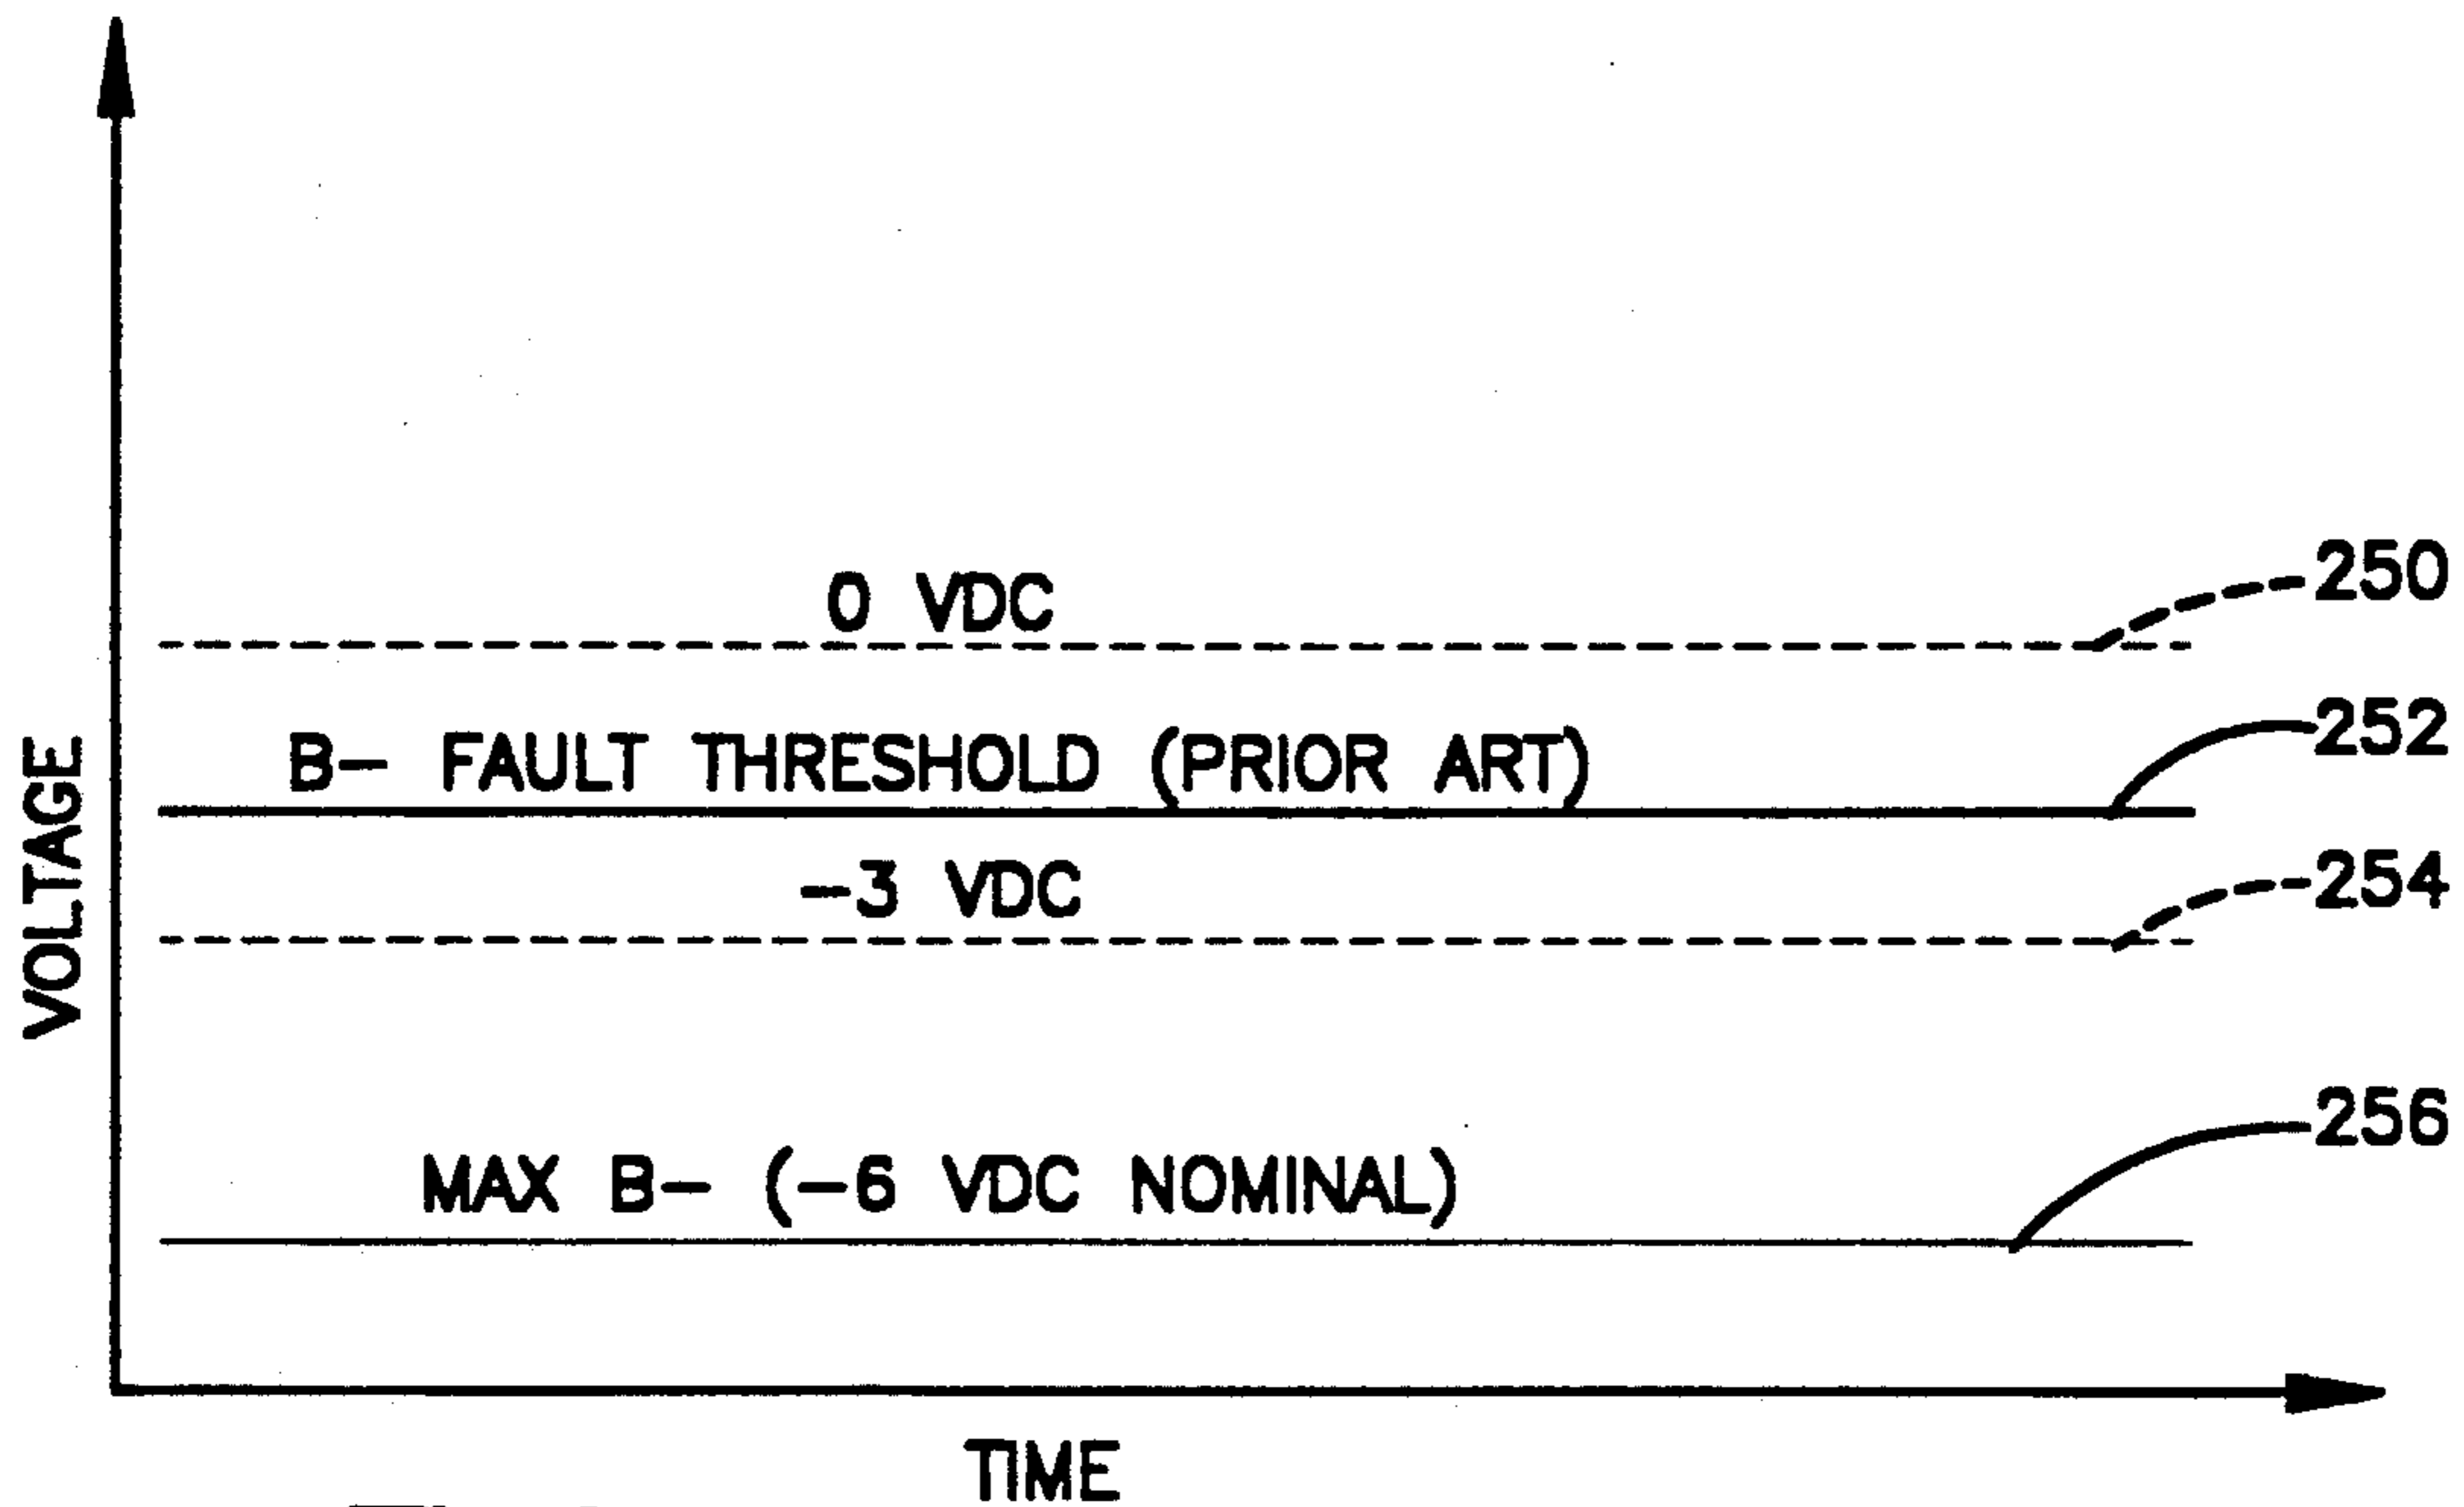 0 VDC
250
B- FAULT THRESHOLD (PRIOR ART)
252
-3 VDC
254
VOLTAGE
MAX B- (-6 VDC NOMINAL)
256
TIME